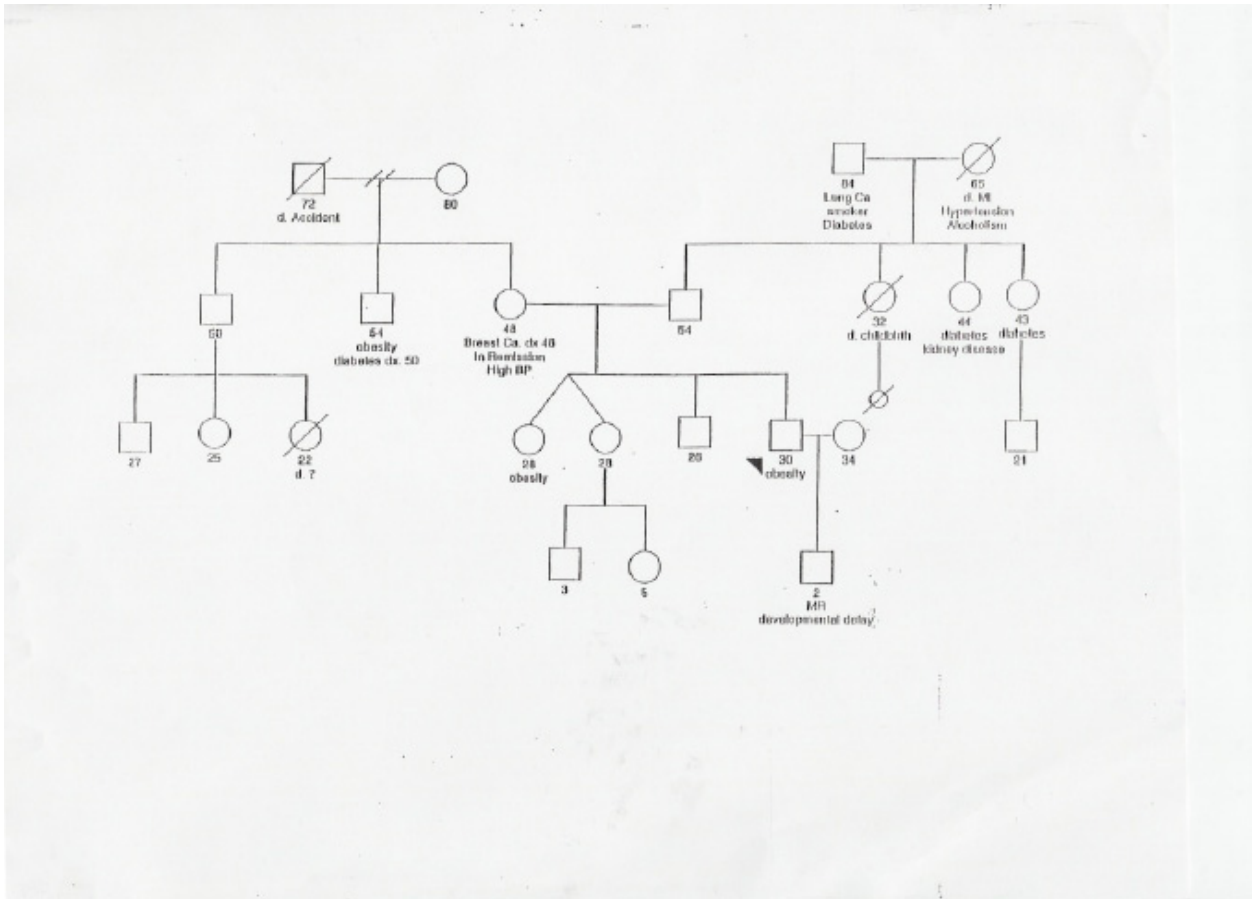 72
d. Accident
80
84
Lung Ca
smoker
Diabetes
65
d. MI
Hypertension
Alcoholism
54
obesity
diabetes dx. 50
48
Breast Ca. dx 46
In Remission
High BP
54
32
d. childbirth
44
diabetes
kidney disease
43
diabetes
27
25
22
d. ?
28
obesity
28
26
30
obesity
34
21
3
5
2
MR
developmental delay